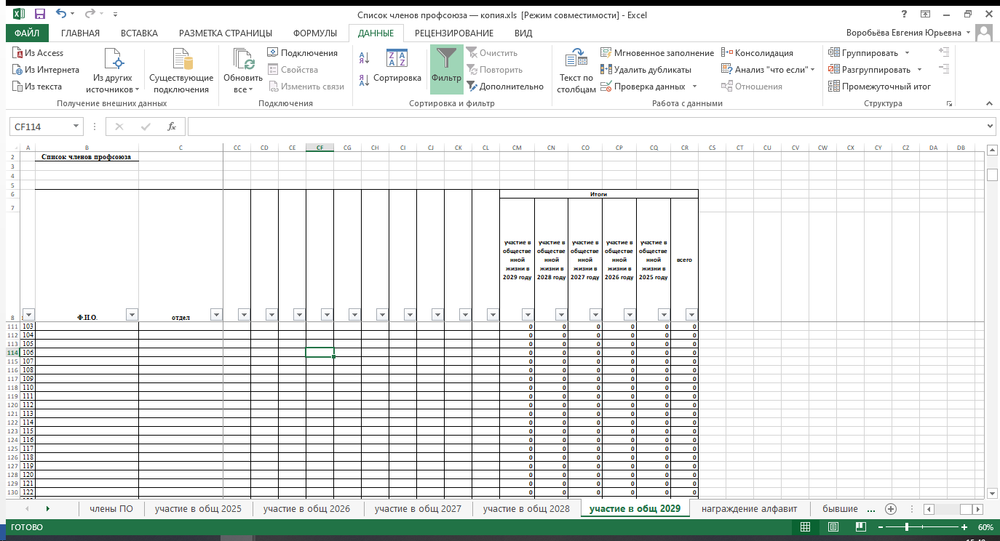 Список членов профсоюза — копия.xls [Режим совместимости] - Excel
ФАЙЛ ГЛАВНАЯ ВСТАВКА РАЗМЕТКА СТРАНИЦЫ ФОРМУЛЫ ДАННЫЕ РЕЦЕНЗИРОВАНИЕ ВИД Воробьёва Евгения Юрьевна
Из Access
Из Интернета
Из текста
Из других
источников
Существующие
подключения
Получение внешних данных
Обновить
все
Подключения
Свойства
Изменить связи
Подключения
Сортировка
Фильтр
Очистить
Повторить
Дополнительно
Сортировка и фильтр
Текст по
столбцам
Мгновенное заполнение
Удалить дубликаты
Проверка данных
Консолидация
Анализ "что если"
Отношения
Работа с данными
Группировать
Разгруппировать
Промежуточный итог
Структура
CF114
A B C CC CD CE CF CG CH CI CJ CK CL CM CN CO CP CQ CR CS CT CU CV CW CX CY CZ DA DB
2 Список членов профсоюза
3
4
5
6 Итоги
7
участие в
обществе
нной
жизни в
2029 году
участие в
обществе
нной
жизни в
2028 году
участие в
обществе
нной
жизни в
2027 году
участие в
обществе
нной
жизни в
2026 году
участие в
обществе
нной
жизни в
2025 году
всего
8 Ф.И.О. отдел
111 103 0 0 0 0 0 0
112 104 0 0 0 0 0 0
113 105 0 0 0 0 0 0
114 106 0 0 0 0 0 0
115 107 0 0 0 0 0 0
116 108 0 0 0 0 0 0
117 109 0 0 0 0 0 0
118 110 0 0 0 0 0 0
119 111 0 0 0 0 0 0
120 112 0 0 0 0 0 0
121 113 0 0 0 0 0 0
122 114 0 0 0 0 0 0
123 115 0 0 0 0 0 0
124 116 0 0 0 0 0 0
125 117 0 0 0 0 0 0
126 118 0 0 0 0 0 0
127 119 0 0 0 0 0 0
128 120 0 0 0 0 0 0
129 121 0 0 0 0 0 0
130 122 0 0 0 0 0 0
члены ПО участие в общ 2025 участие в общ 2026 участие в общ 2027 участие в общ 2028 участие в общ 2029 награждение алфавит бывшие ...
ГОТОВО 60%